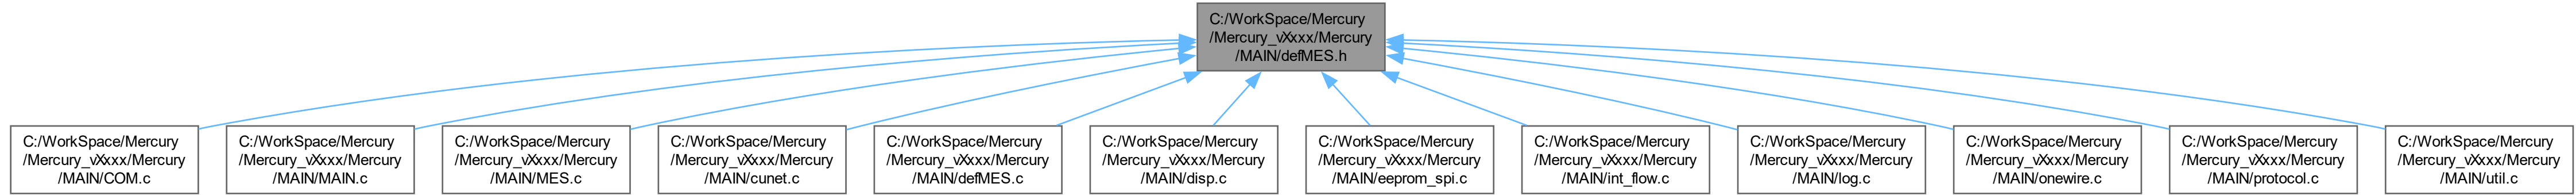 C:/WorkSpace/Mercury
/Mercury_vXxxx/Mercury
/MAIN/defMES.h
C:/WorkSpace/Mercury
/Mercury_vXxxx/Mercury
/MAIN/COM.c
C:/WorkSpace/Mercury
/Mercury_vXxxx/Mercury
/MAIN/MAIN.c
C:/WorkSpace/Mercury
/Mercury_vXxxx/Mercury
/MAIN/MES.c
C:/WorkSpace/Mercury
/Mercury_vXxxx/Mercury
/MAIN/cunet.c
C:/WorkSpace/Mercury
/Mercury_vXxxx/Mercury
/MAIN/defMES.c
C:/WorkSpace/Mercury
/Mercury_vXxxx/Mercury
/MAIN/disp.c
C:/WorkSpace/Mercury
/Mercury_vXxxx/Mercury
/MAIN/eeprom_spi.c
C:/WorkSpace/Mercury
/Mercury_vXxxx/Mercury
/MAIN/int_flow.c
C:/WorkSpace/Mercury
/Mercury_vXxxx/Mercury
/MAIN/log.c
C:/WorkSpace/Mercury
/Mercury_vXxxx/Mercury
/MAIN/onewire.c
C:/WorkSpace/Mercury
/Mercury_vXxxx/Mercury
/MAIN/protocol.c
C:/WorkSpace/Mercury
/Mercury_vXxxx/Mercury
/MAIN/util.c